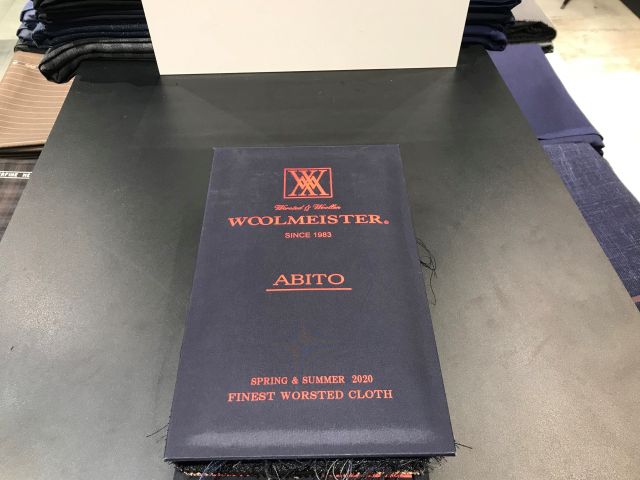 Worsted & Woollen
WOOLMEISTER®
SINCE 1983
ABITO
SPRING & SUMMER 2020
FINEST WORSTED CLOTH